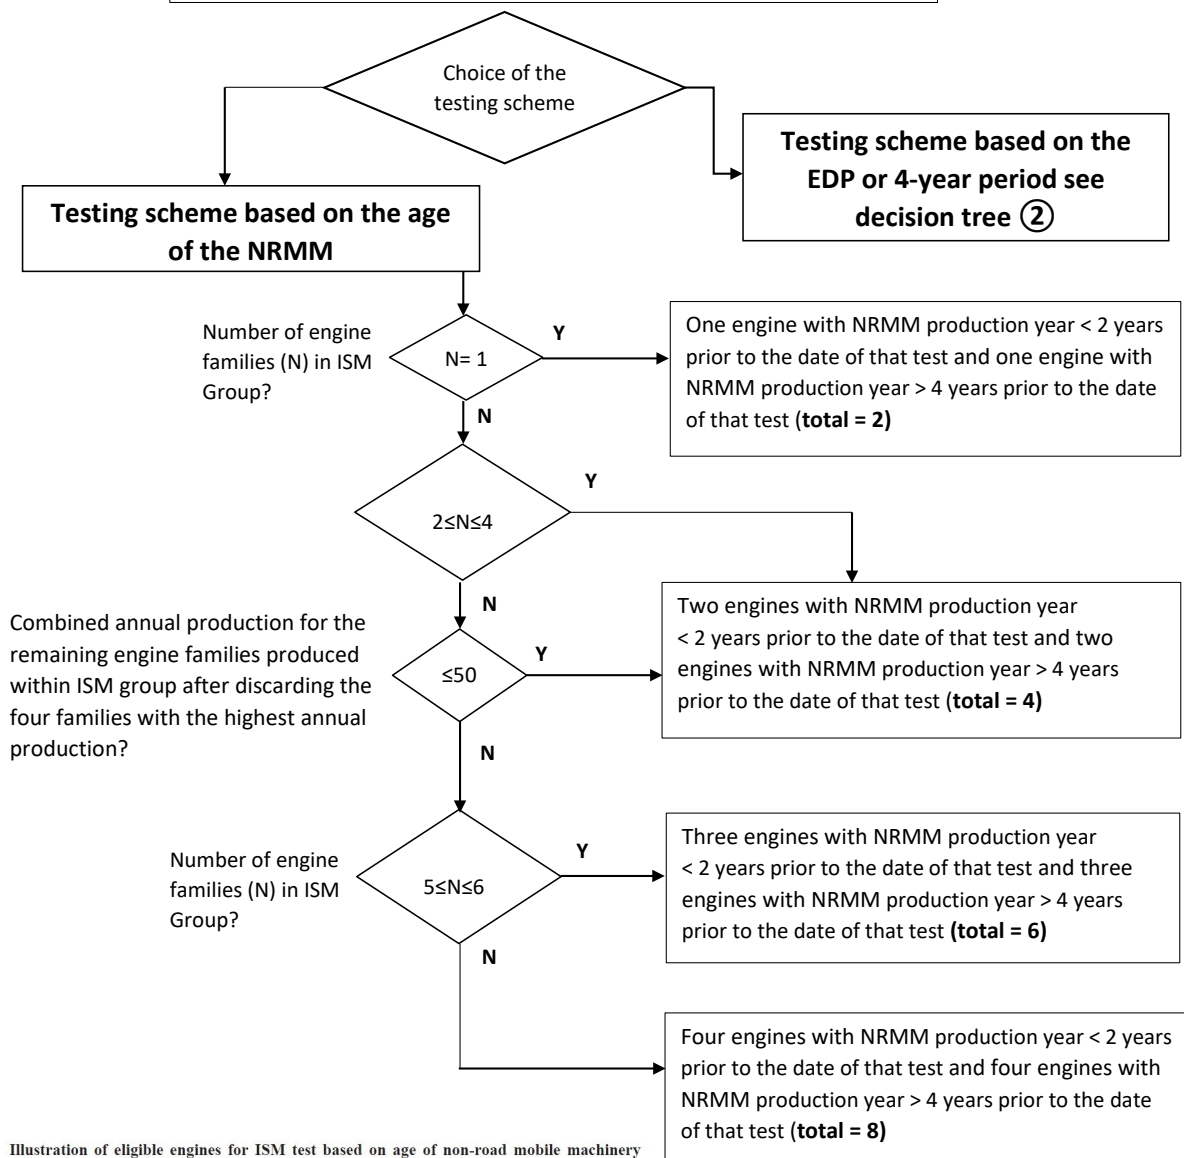 Choice of the
testing scheme
Testing scheme based on the
EDP or 4-year period see
decision tree ②
Testing scheme based on the age
of the NRMM
Number of engine
families (N) in ISM
Group?
N= 1
Y
N
One engine with NRMM production year < 2 years
prior to the date of that test and one engine with
NRMM production year > 4 years prior to the date
of that test (total = 2)
2≤N≤4
Y
N
Two engines with NRMM production year
< 2 years prior to the date of that test and two
engines with NRMM production year > 4 years
prior to the date of that test (total = 4)
Combined annual production for the
remaining engine families produced
within ISM group after discarding the
four families with the highest annual
production?
≤50
Y
N
Number of engine
families (N) in ISM
Group?
5≤N≤6
Y
N
Three engines with NRMM production year
< 2 years prior to the date of that test and three
engines with NRMM production year > 4 years
prior to the date of that test (total = 6)
Four engines with NRMM production year < 2 years
prior to the date of that test and four engines with
NRMM production year > 4 years prior to the date
of that test (total = 8)
Illustration of eligible engines for ISM test based on age of non-road mobile machinery